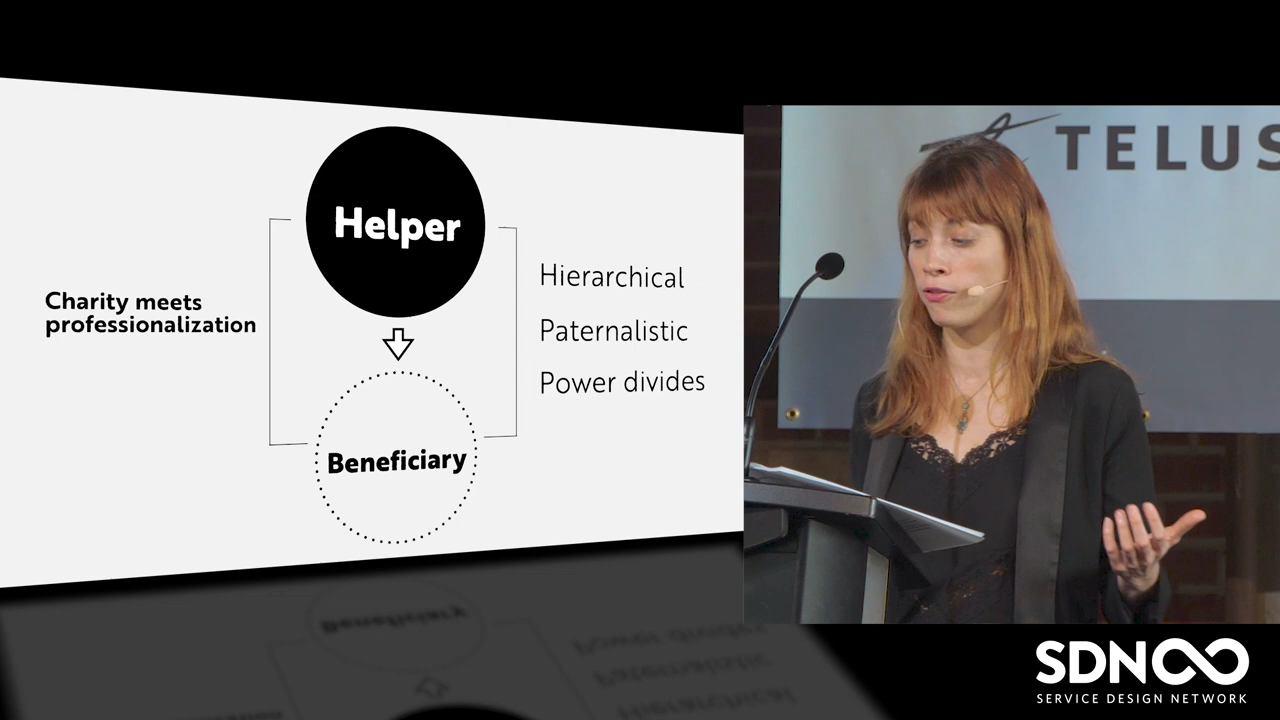 Helper
Charity meets
professionalization
Hierarchical
Paternalistic
Power divides
Beneficiary
TELUS
SDN
SERVICE DESIGN NETWORK